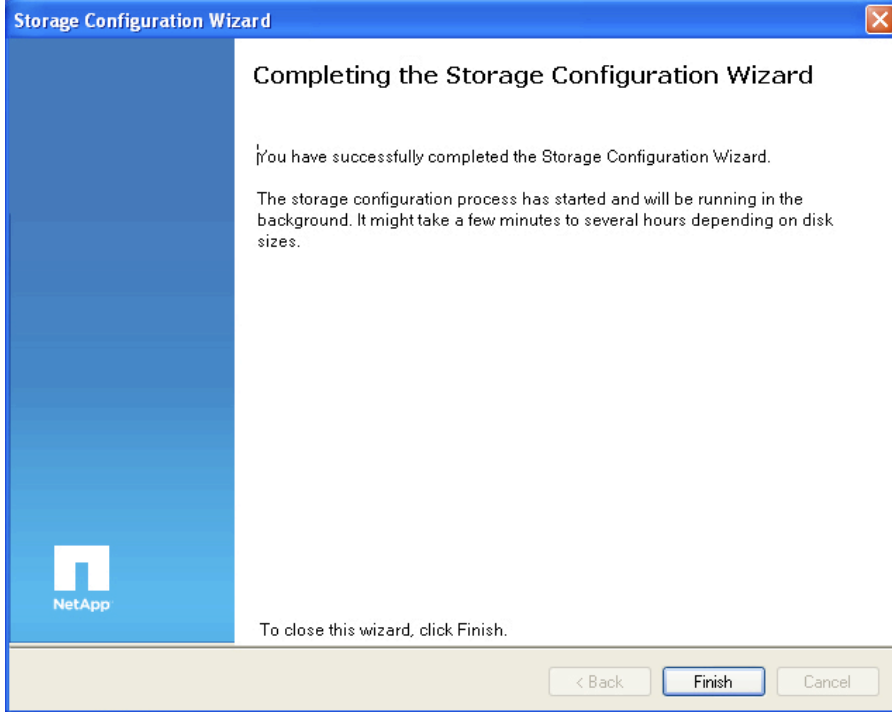 Storage Configuration Wizard
Completing the Storage Configuration Wizard
You have successfully completed the Storage Configuration Wizard.
The storage configuration process has started and will be running in the
background. It might take a few minutes to several hours depending on disk
sizes.
NetApp
To close this wizard, click Finish.
< Back Finish Cancel